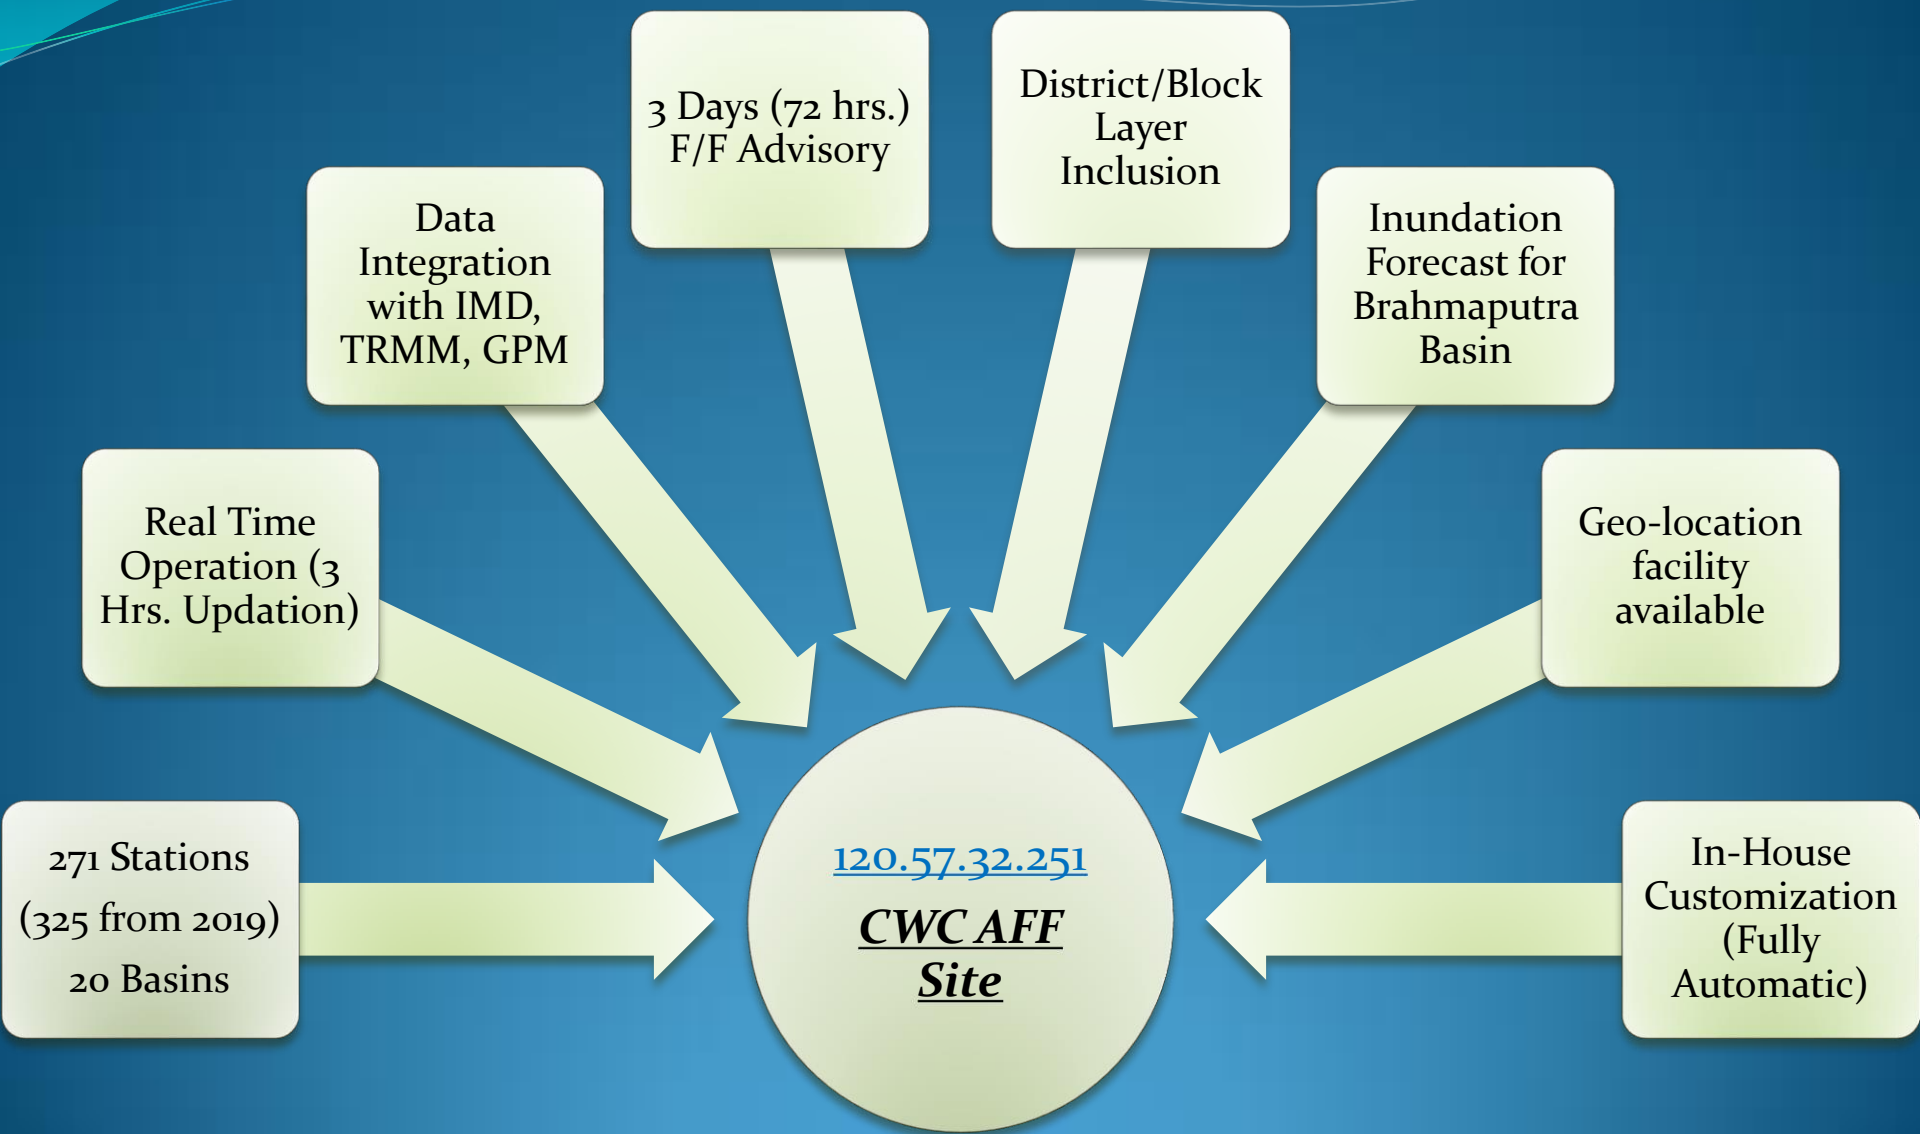 3 Days (72 hrs.)
F/F Advisory
District/Block
Layer
Inclusion
Data
Integration
with IMD,
TRMM, GPM
Inundation
Forecast for
Brahmaputra
Basin
Real Time
Operation (3
Hrs. Updation)
Geo-location
facility
available
271 Stations
(325 from 2019)
20 Basins
120.57.32.251
CWC AFF
Site
In-House
Customization
(Fully
Automatic)